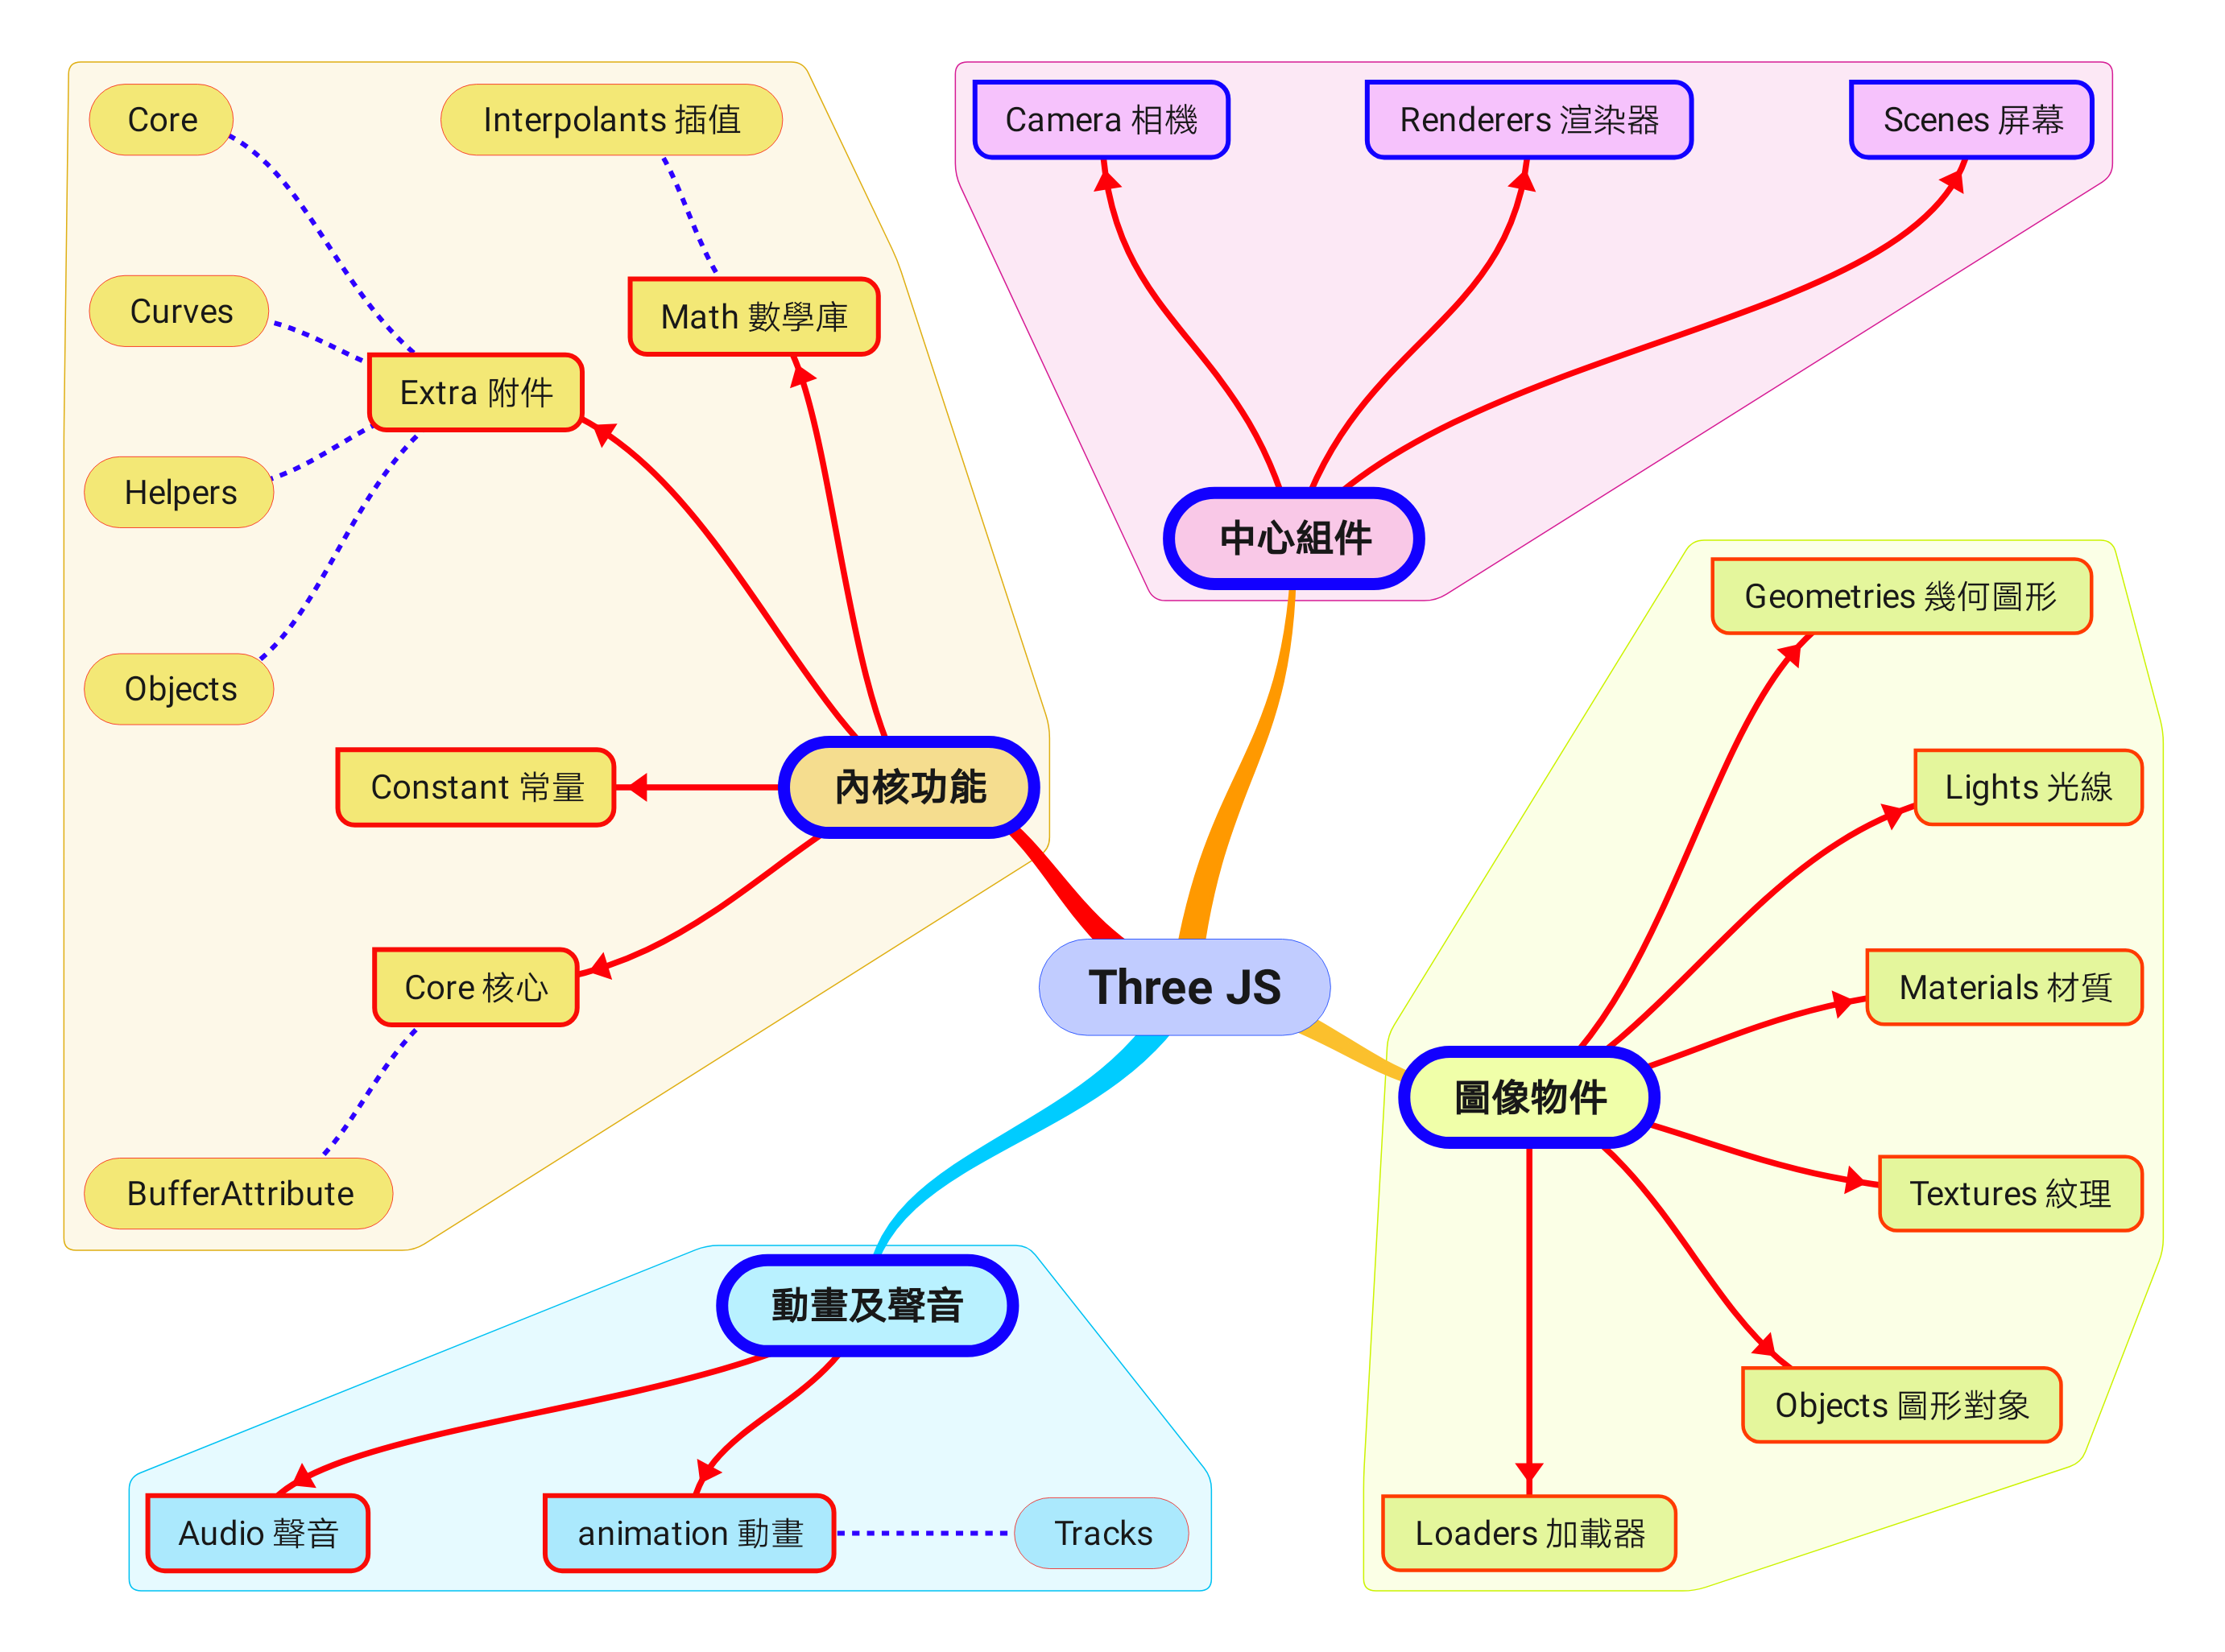 Core
Interpolants 插值
Curves
Math 數學庫
Extra 附件
Helpers
Objects
Constant 常量
內核功能
Core 核心
BufferAttribute
Camera 相機
Renderers 渲染器
Scenes 屏幕
中心組件
Three JS
Geometries 幾何圖形
Lights 光線
Materials 材質
圖像物件
Textures 紋理
Objects 圖形對象
Loaders 加載器
動畫及聲音
Audio 聲音
animation 動畫
Tracks